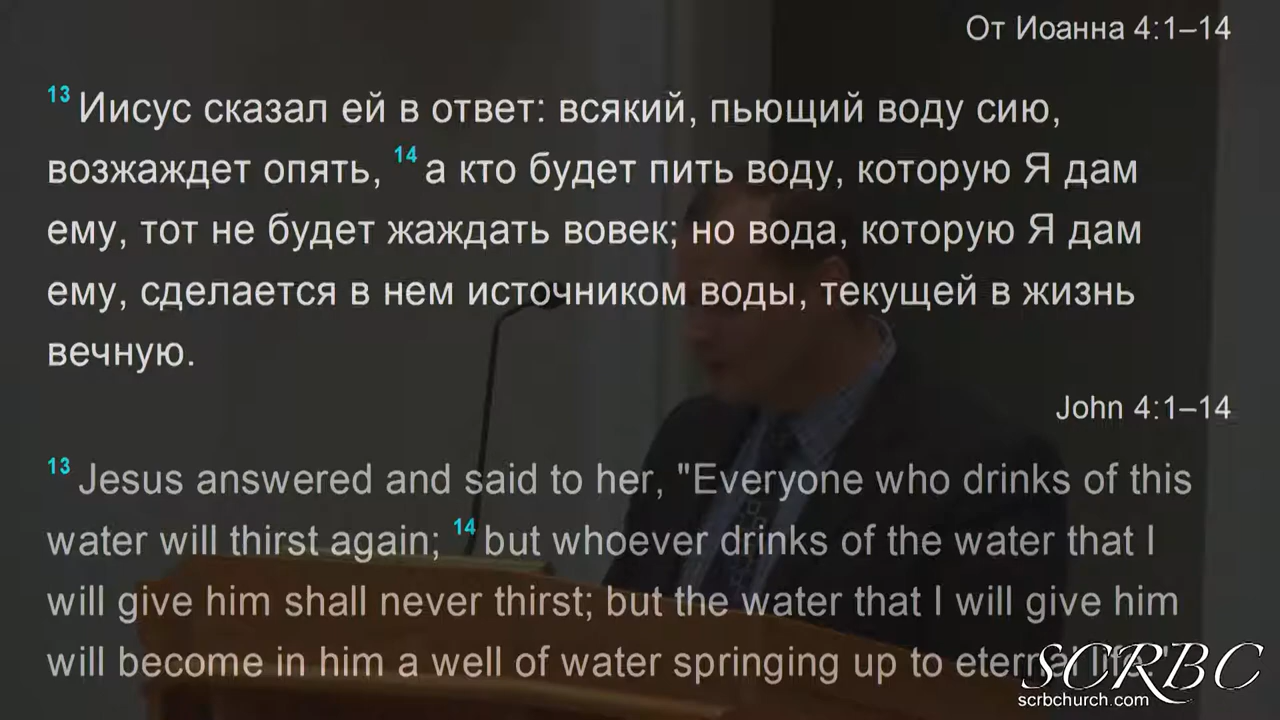 От Иоанна 4:1–14
13 Иисус сказал ей в ответ: всякий, пьющий воду сию,
возжаждет опять, 14 а кто будет пить воду, которую Я дам
ему, тот не будет жаждать вовек; но вода, которую Я дам
ему, сделается в нем источником воды, текущей в жизнь
вечную.
John 4:1–14
13 Jesus answered and said to her, "Everyone who drinks of this
water will thirst again; 14 but whoever drinks of the water that I
will give him shall never thirst; but the water that I will give him
will become in him a well of water springing up to eternal life."
SCRBC
scrbchurch.com